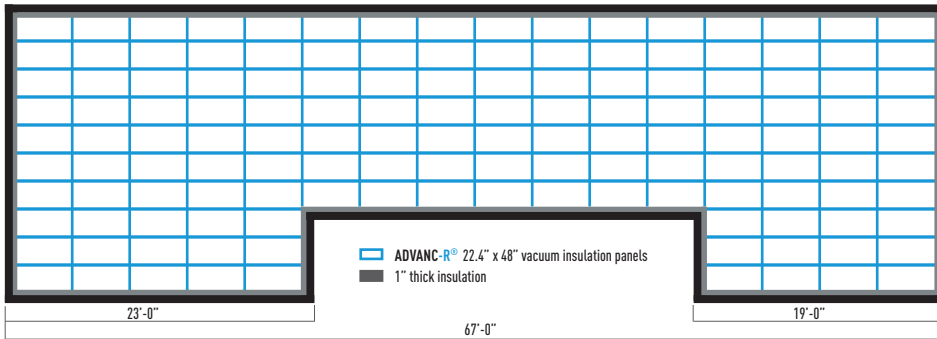 ADVANC-R® 22.4" x 48" vacuum insulation panels
1" thick insulation
23'-0"
19'-0"
67'-0"